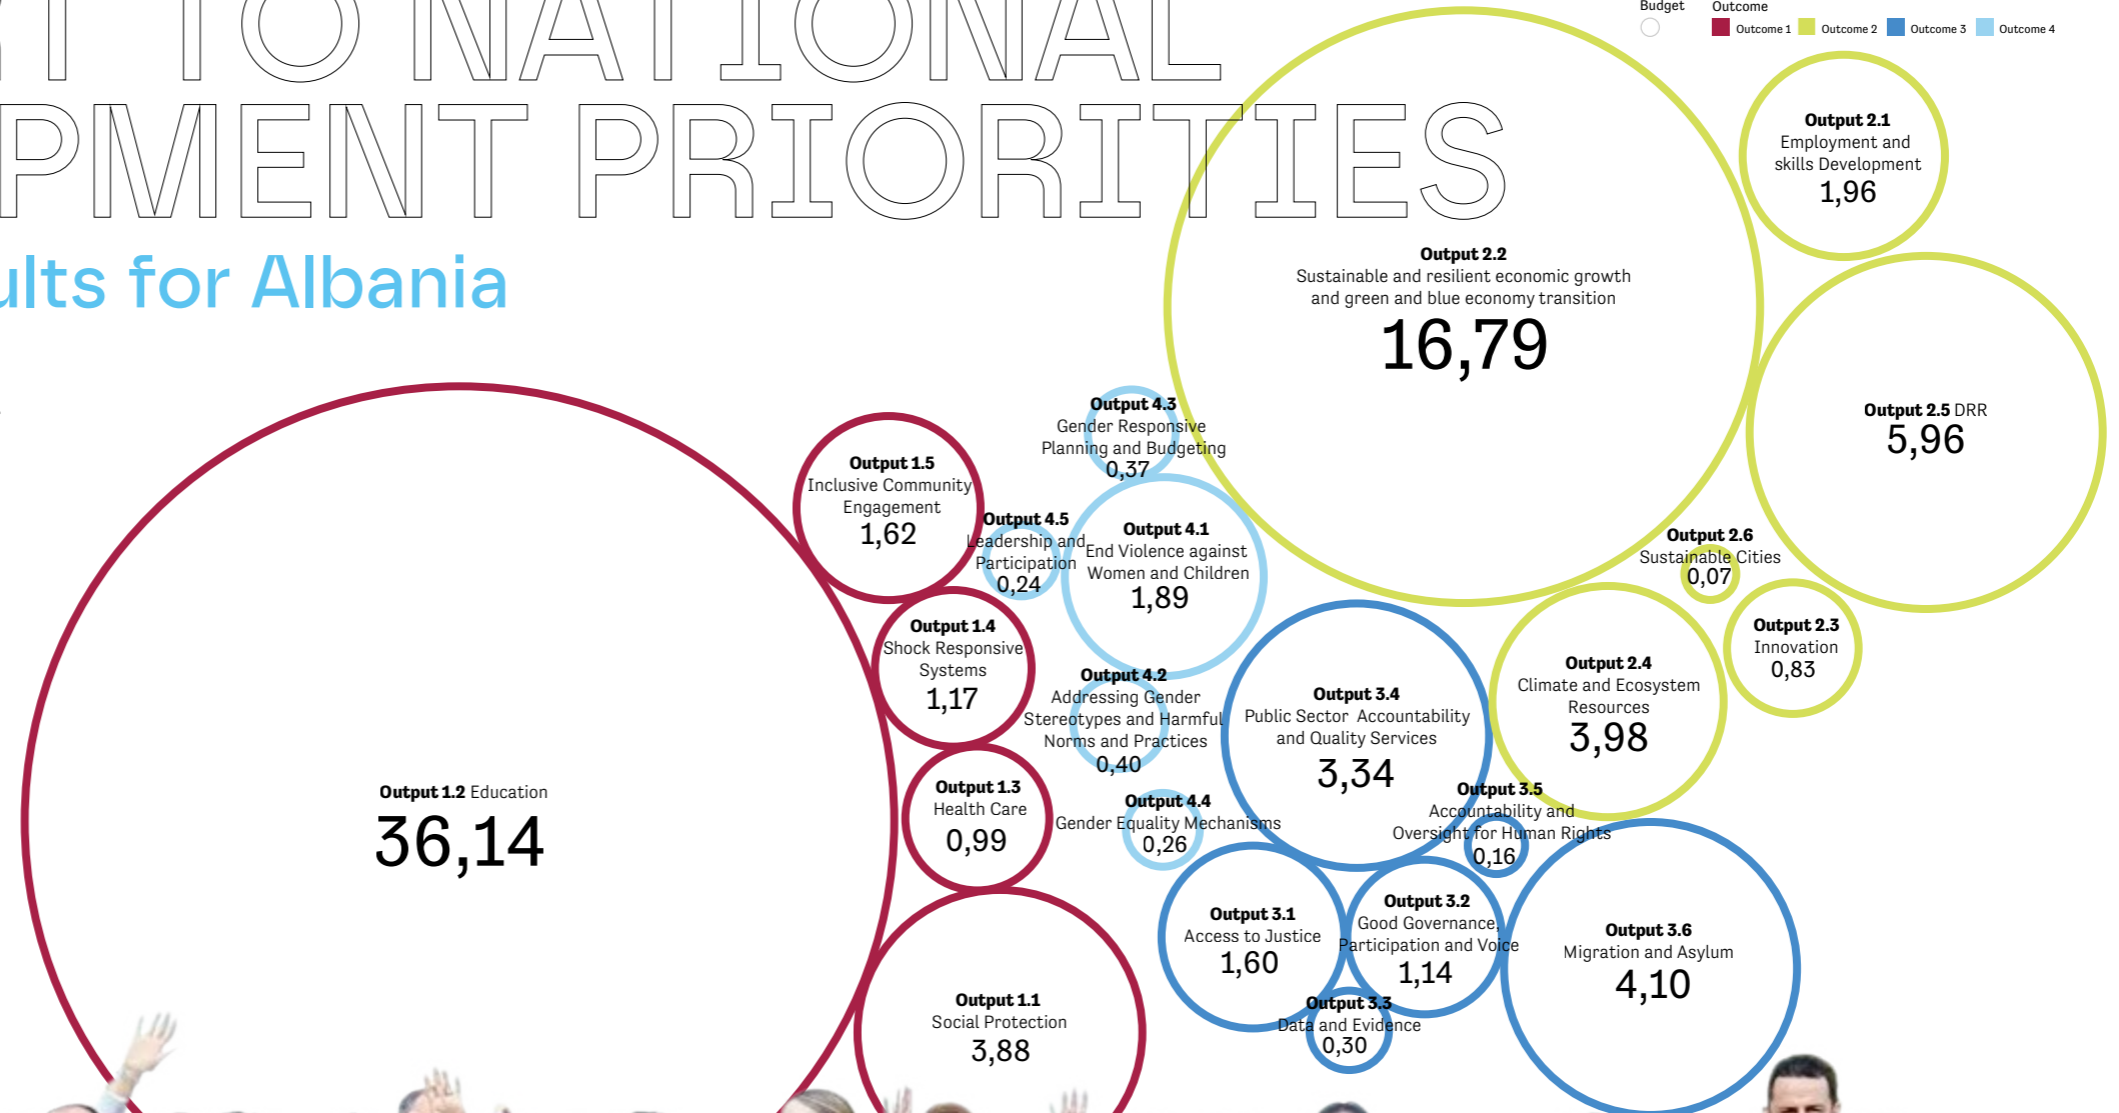 TO NATIONAL
PMENT PRIORITIES
ults for Albania
Budget
Outcome
Outcome 1
Outcome 2
Outcome 3
Outcome 4
Output 2.1
Employment and
skills Development
1,96
Output 2.2
Sustainable and resilient economic growth
and green and blue economy transition
16,79
Output 2.5 DRR
5,96
Output 4.3
Gender Responsive
Planning and Budgeting
0,37
Output 1.5
Inclusive Community
Engagement
1,62
Output 4.5
Leadership and
Participation
0,24
Output 4.1
End Violence against
Women and Children
1,89
Output 2.6
Sustainable Cities
0,07
Output 2.3
Innovation
0,83
Output 1.4
Shock Responsive
Systems
1,17
Output 4.2
Addressing Gender
Stereotypes and Harmful
Norms and Practices
0,40
Output 3.4
Public Sector Accountability
and Quality Services
3,34
Output 2.4
Climate and Ecosystem
Resources
3,98
Output 1.2 Education
36,14
Output 1.3
Health Care
0,99
Output 4.4
Gender Equality Mechanisms
0,26
Output 3.5
Accountability and
Oversight for Human Rights
0,16
Output 3.1
Access to Justice
1,60
Output 3.2
Good Governance,
Participation and Voice
1,14
Output 3.6
Migration and Asylum
4,10
Output 1.1
Social Protection
3,88
Output 3.3
Data and Evidence
0,30